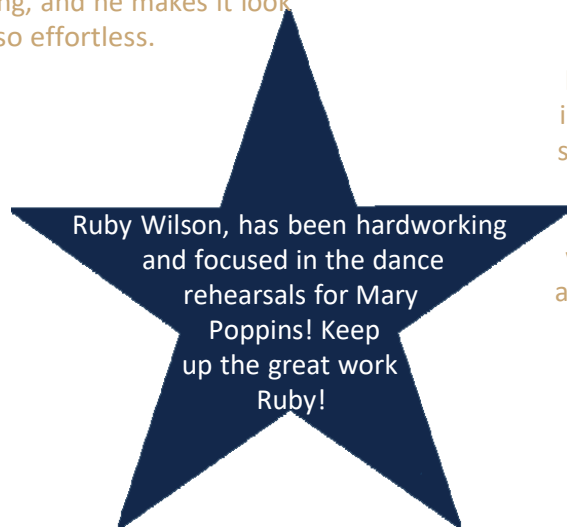 and he makes it look
so effortless.
Ruby Wilson, has been hardworking
and focused in the dance
rehearsals for Mary
Poppins! Keep
up the great work
Ruby!